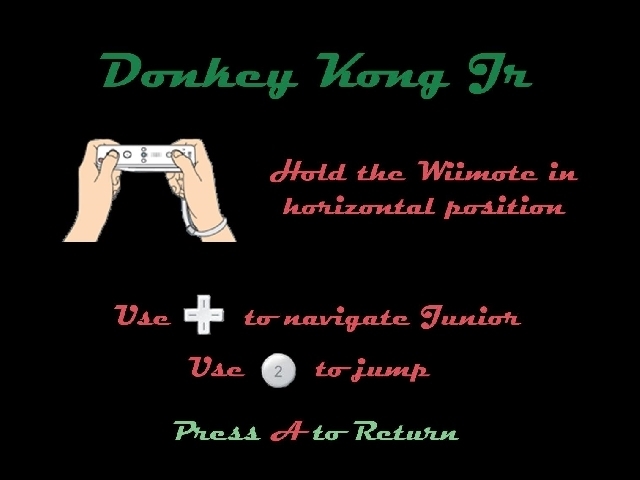 Donkey Kong Jr
Hold the Wiimote in
horizontal position
Use to navigate Junior
Use 2 to jump
Press A to Return